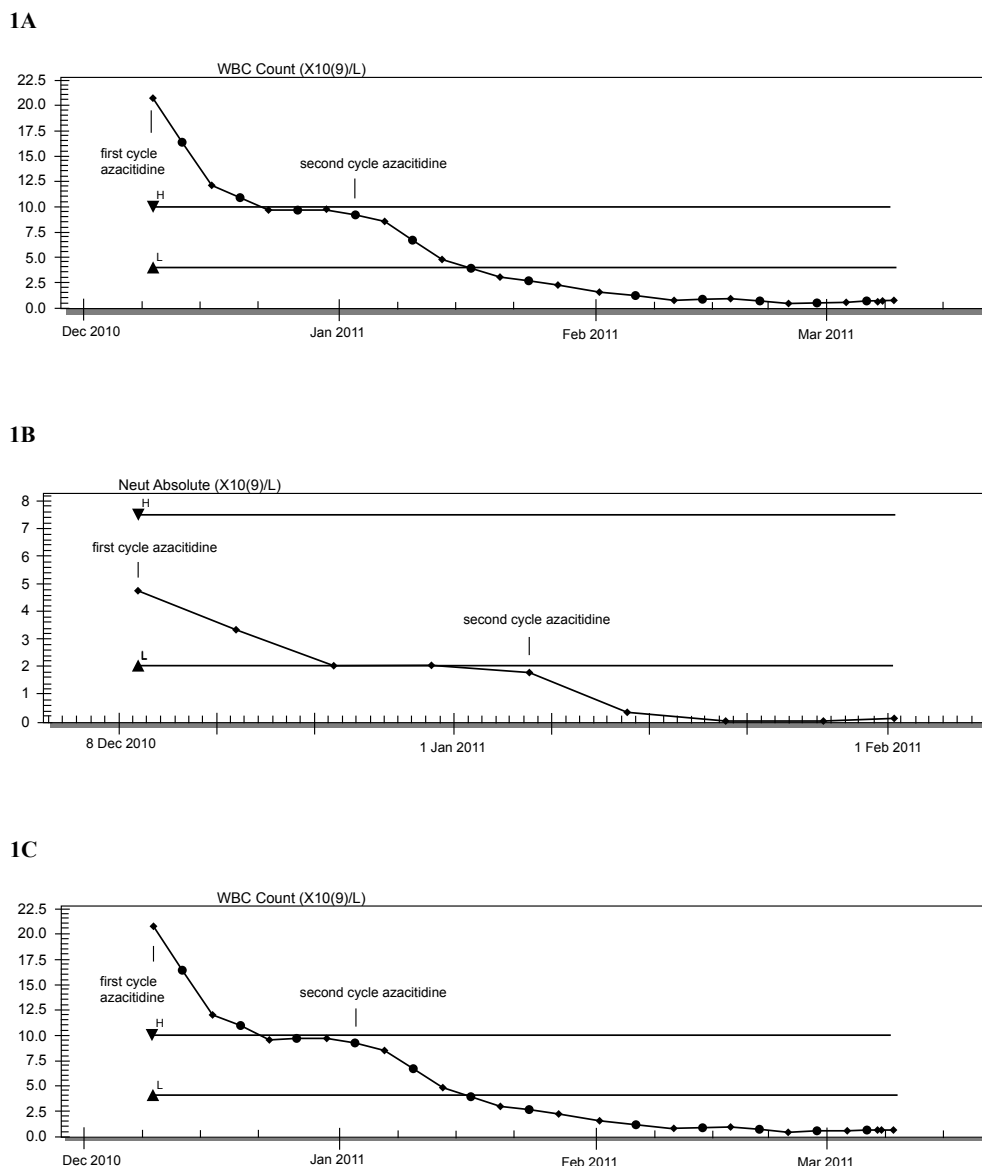 1A
WBC Count (X10(9)/L)
22.5
20.0
17.5
15.0
12.5
10.0
7.5
5.0
2.5
0.0
first cycle
azacitidine
second cycle azacitidine
H
L
Dec 2010
Jan 2011
Feb 2011
Mar 2011
1B
Neut Absolute (X10(9)/L)
8
7
6
5
4
3
2
1
0
H
first cycle azacitidine
second cycle azacitidine
L
8 Dec 2010
1 Jan 2011
1 Feb 2011
1C
WBC Count (X10(9)/L)
22.5
20.0
17.5
15.0
12.5
10.0
7.5
5.0
2.5
0.0
first cycle
azacitidine
second cycle azacitidine
H
L
Dec 2010
Jan 2011
Feb 2011
Mar 2011